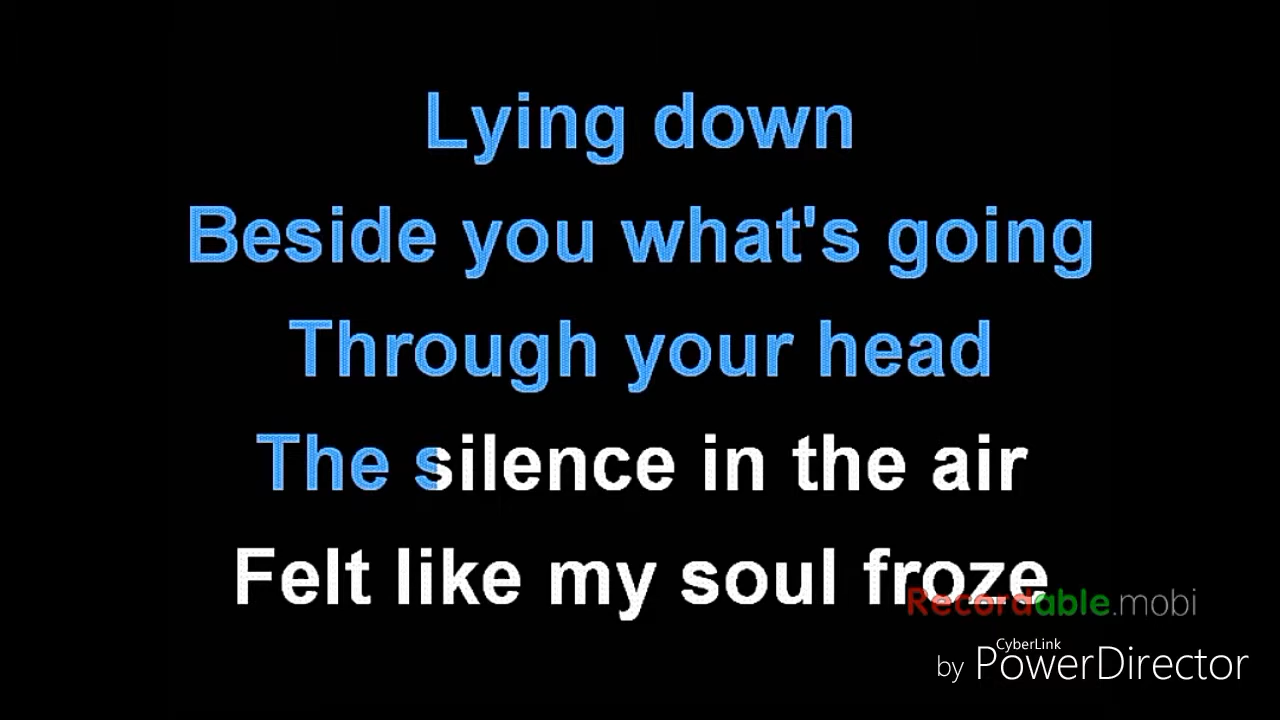 Lying down
Beside you what's going
Through your head
The silence in the air
Felt like my soul froze
Recordable.mobi
CyberLink
by PowerDirector